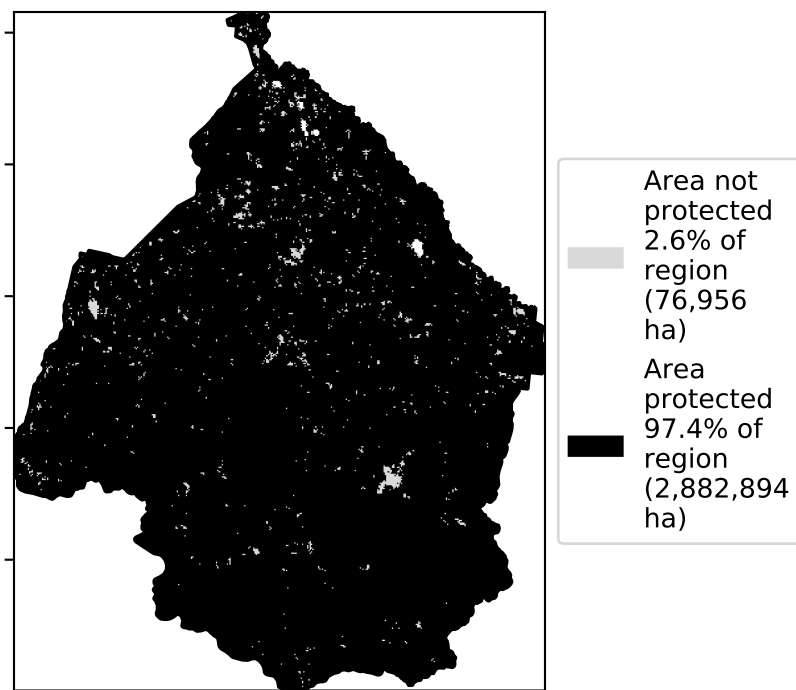 Area not
protected
2.6% of
region
(76,956
ha)
Area
protected
97.4% of
region
(2,882,894
ha)